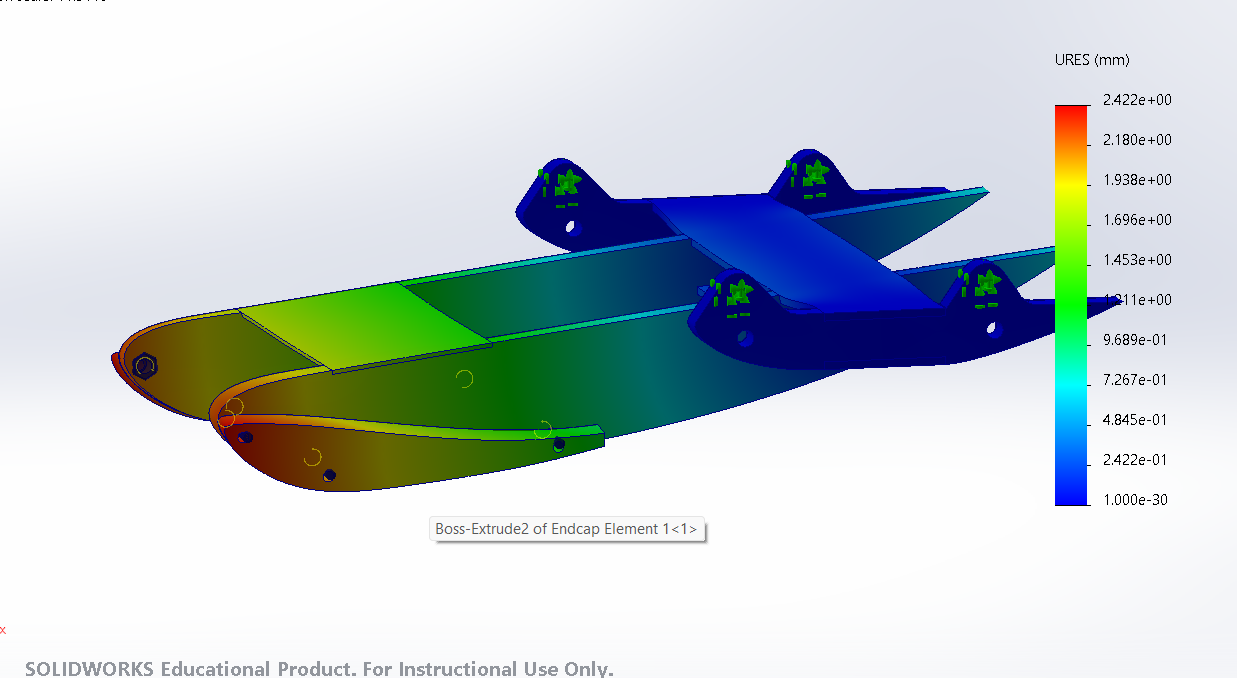 URES (mm)
2.422e+00
2.180e+00
1.938e+00
1.696e+00
1.453e+00
9.689e-01
7.267e-01
4.845e-01
2.422e-01
1.000e-30
Boss-Extrude2 of Endcap Element 1<1>
x
SOLIDWORKS Educational Product. For Instructional Use Only.